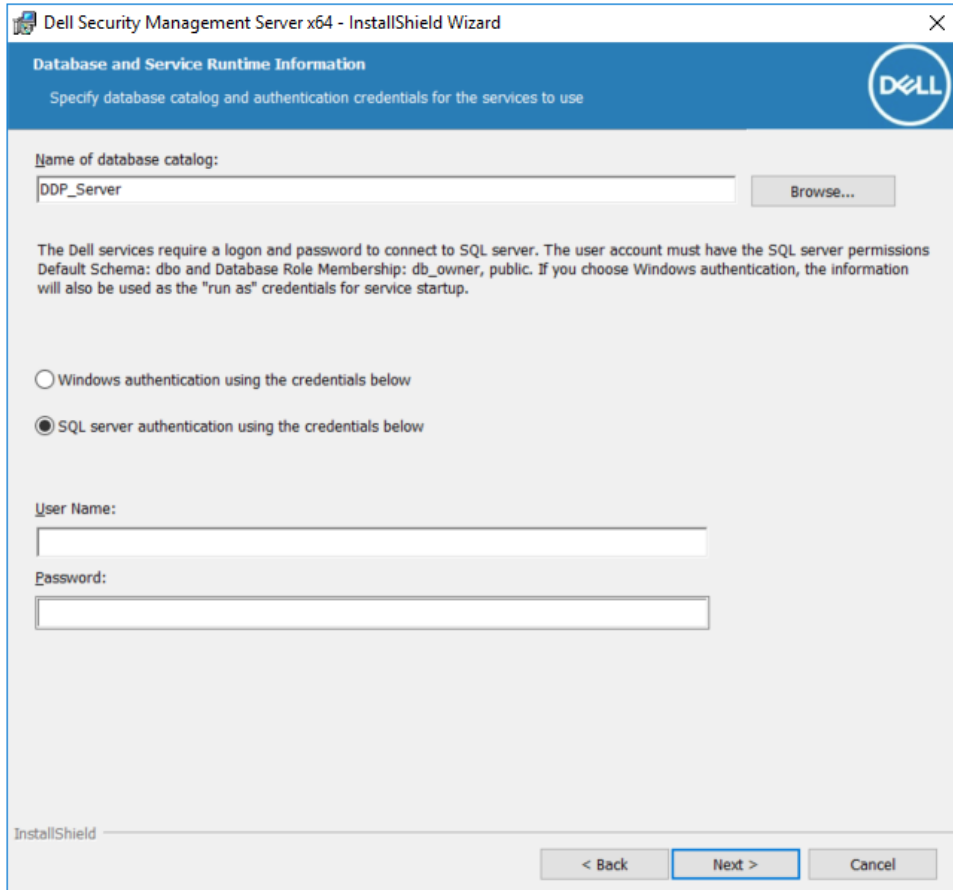 Dell Security Management Server x64 - InstallShield Wizard
Database and Service Runtime Information
Specify database catalog and authentication credentials for the services to use
DELL
Name of database catalog:
DDP_Server
Browse...
The Dell services require a logon and password to connect to SQL server. The user account must have the SQL server permissions
Default Schema: dbo and Database Role Membership: db_owner, public. If you choose Windows authentication, the information
will also be used as the "run as" credentials for service startup.
Windows authentication using the credentials below
SQL server authentication using the credentials below
User Name:
Password:
InstallShield
< Back
Next >
Cancel